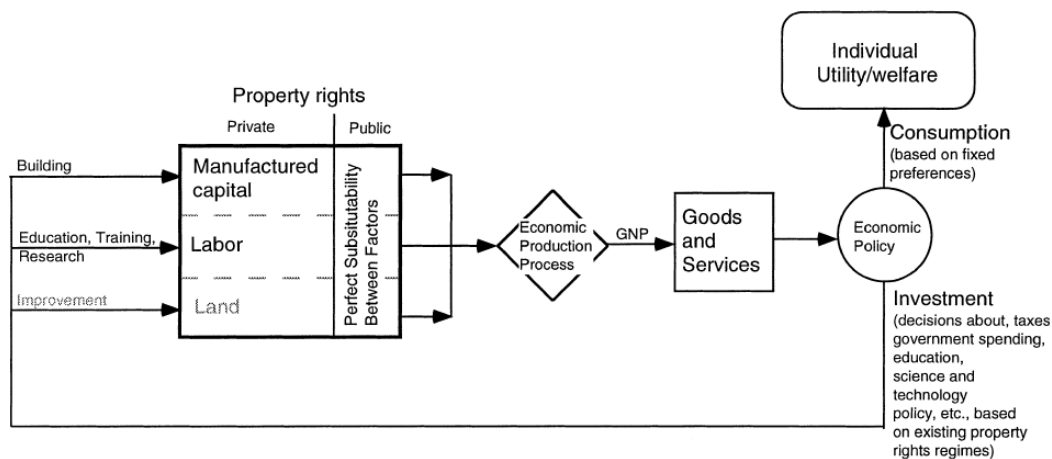 Individual
Utility/welfare
Property rights
Private
Public
Consumption
(based on fixed
preferences)
Building
Manufactured
capital
Education, Training,
Research
Labor
Improvement
Land
Perfect Subsitutability
Between Factors
Economic
Production
Process
GNP
Goods
and
Services
Economic
Policy
Investment
(decisions about, taxes
government spending,
education,
science and
technology
policy, etc., based
on existing property
rights regimes)